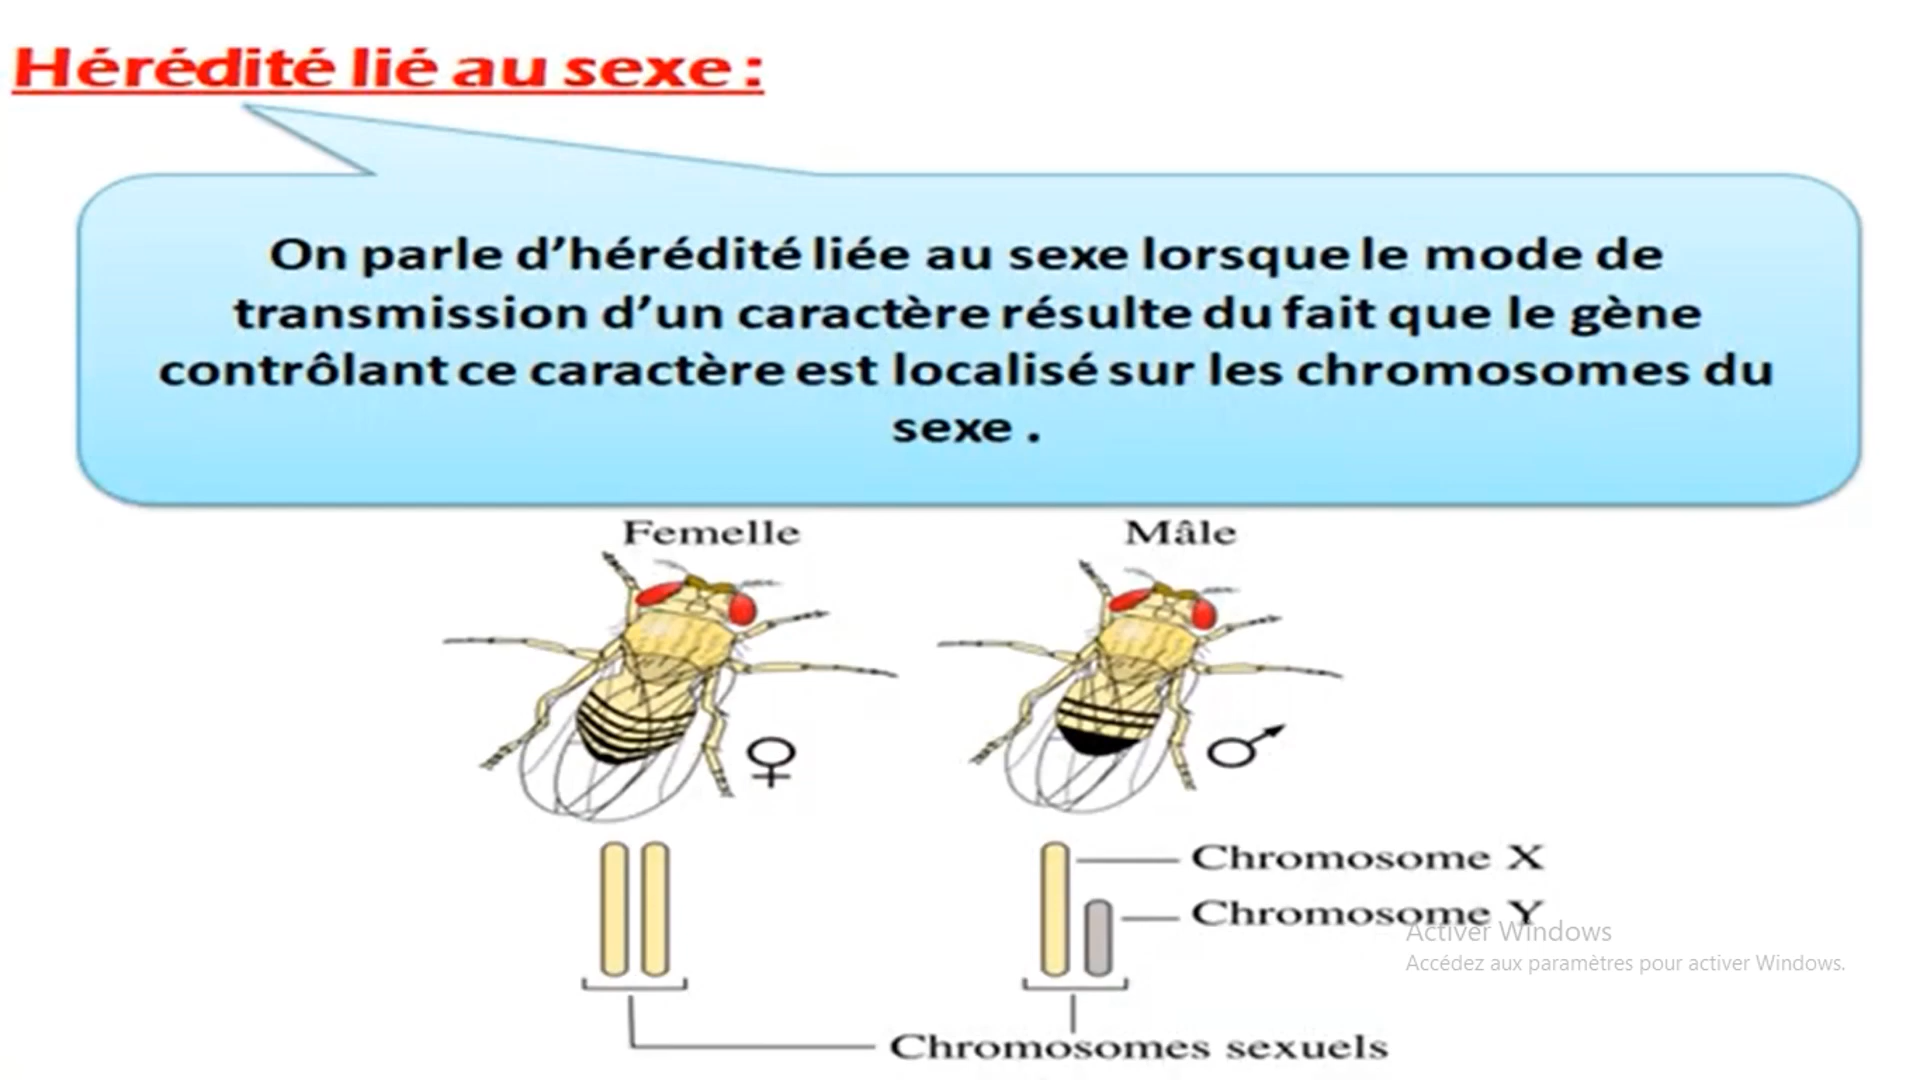 Hérédité lié au sexe :
On parle d’hérédité liée au sexe lorsque le mode de
transmission d’un caractère résulte du fait que le gène
contrôlant ce caractère est localisé sur les chromosomes du
sexe .
Femelle
Mâle
♀
♂
Chromosome X
Chromosome Y
Activer Windows
Accédez aux paramètres pour activer Windows.
Chromosomes sexuels